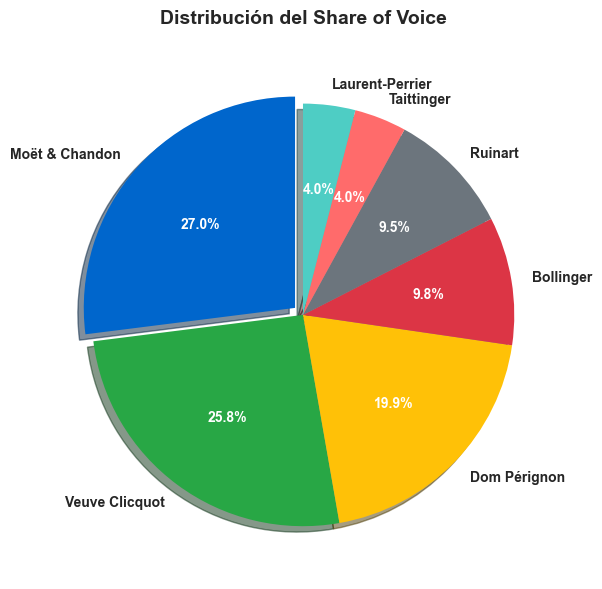 Distribución del Share of Voice
Laurent-Perrier
Taittinger
Moët & Chandon
Ruinart
4.0%
4.0%
27.0%
9.5%
Bollinger
9.8%
19.9%
25.8%
Dom Pérignon
Veuve Clicquot